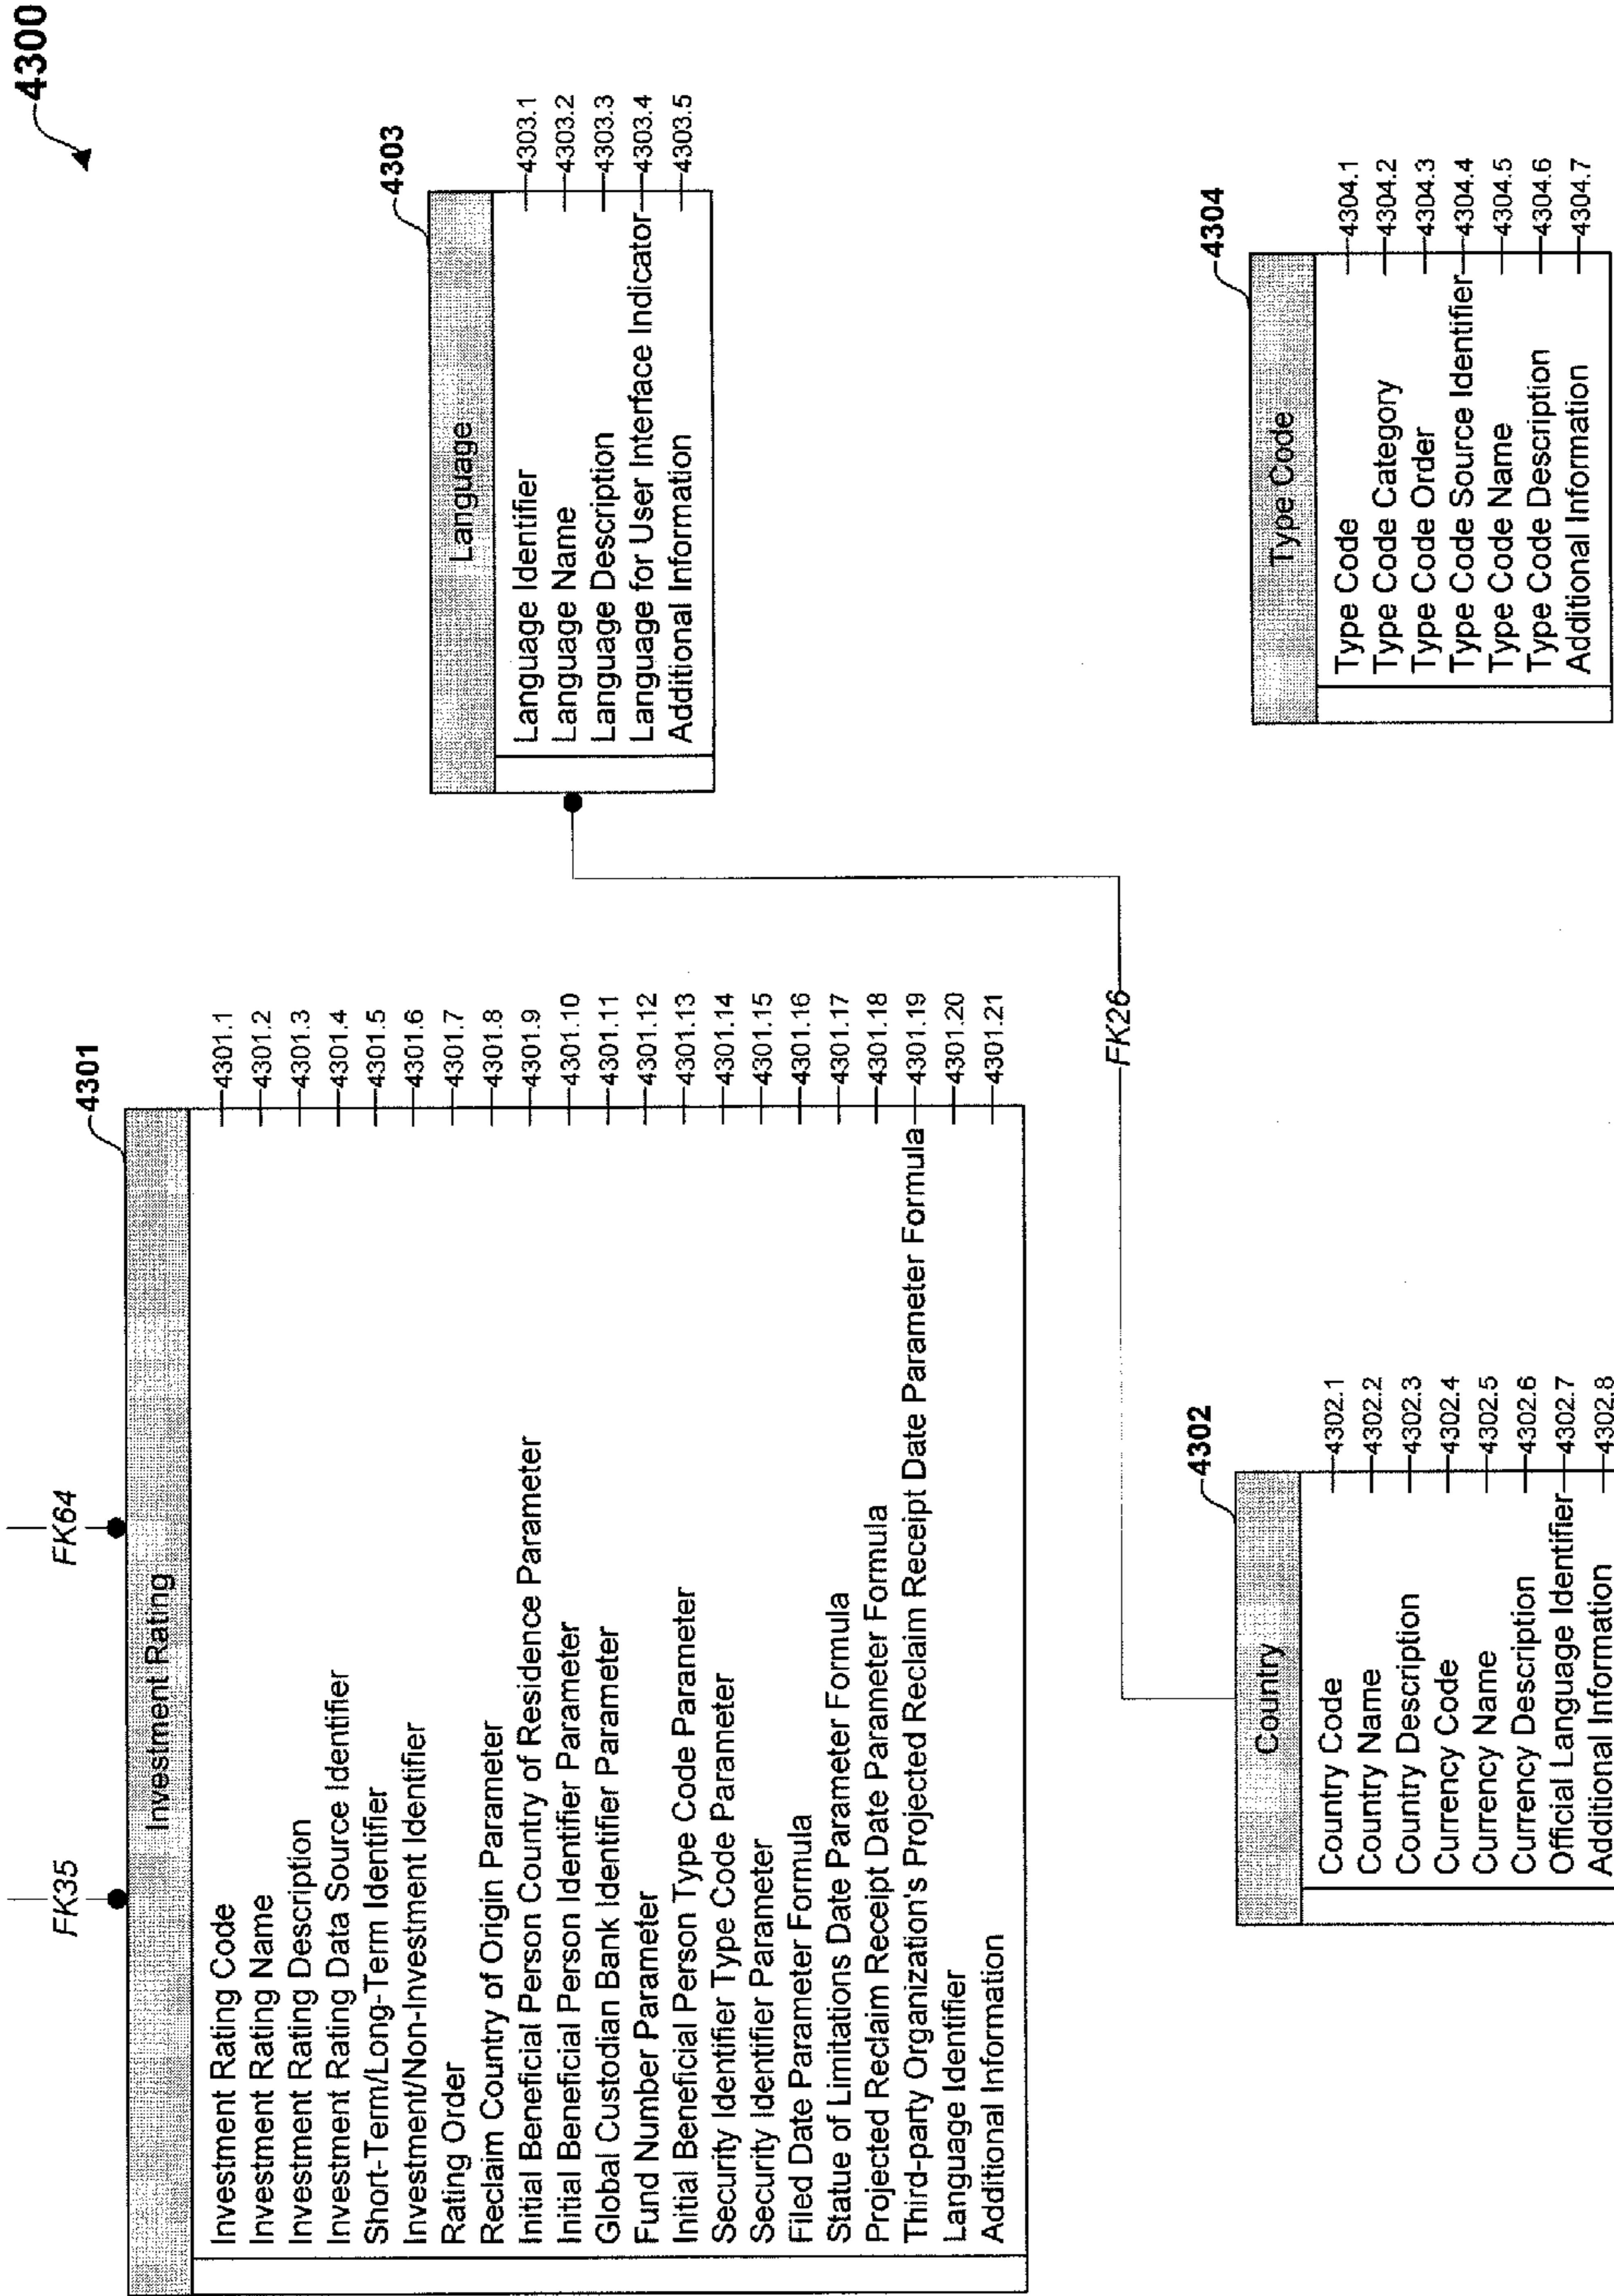 4300
FK35
FK64
4301
Investment Rating
Investment Rating Code 4301.1
Investment Rating Name 4301.2
Investment Rating Description 4301.3
Investment Rating Data Source Identifier 4301.4
Short-Term/Long-Term Identifier 4301.5
Investment/Non-Investment Identifier 4301.6
Rating Order 4301.7
Reclaim Country of Origin Parameter 4301.8
Initial Beneficial Person Country of Residence Parameter 4301.9
Initial Beneficial Person Identifier Parameter 4301.10
Global Custodian Bank Identifier Parameter 4301.11
Fund Number Parameter 4301.12
Initial Beneficial Person Type Code Parameter 4301.13
Security Identifier Type Code Parameter 4301.14
Security Identifier Parameter 4301.15
Filed Date Parameter Formula 4301.16
Statue of Limitations Date Parameter Formula 4301.17
Projected Reclaim Receipt Date Parameter Formula 4301.18
Third-party Organization's Projected Reclaim Receipt Date Parameter Formula 4301.19
Language Identifier 4301.20
Additional Information 4301.21
4303
Language
Language Identifier 4303.1
Language Name 4303.2
Language Description 4303.3
Language for User Interface Indicator 4303.4
Additional Information 4303.5
FK26
4302
Country
Country Code 4302.1
Country Name 4302.2
Country Description 4302.3
Currency Code 4302.4
Currency Name 4302.5
Currency Description 4302.6
Official Language Identifier 4302.7
Additional Information 4302.8
4304
Type Code
Type Code 4304.1
Type Code Category 4304.2
Type Code Order 4304.3
Type Code Source Identifier 4304.4
Type Code Name 4304.5
Type Code Description 4304.6
Additional Information 4304.7